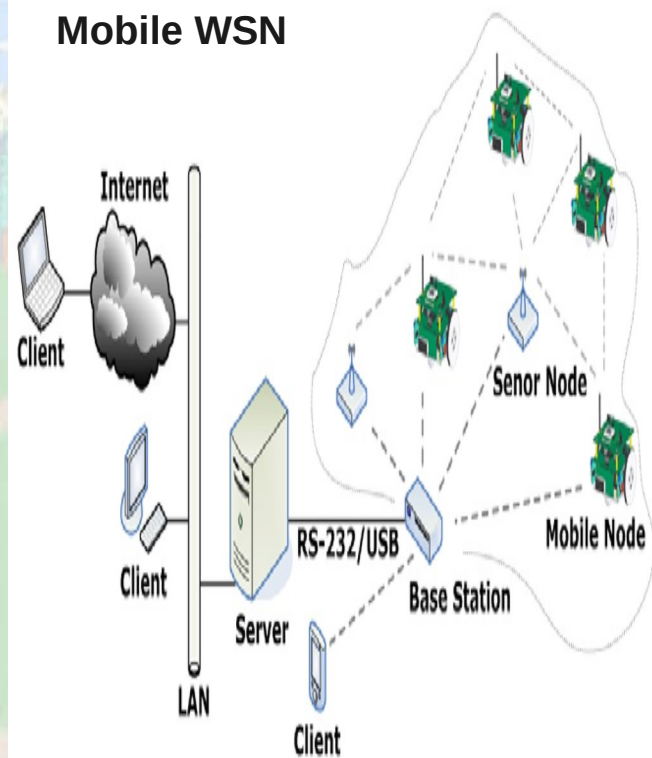 Mobile WSN
Internet
Client
Senor Node
Client
RS-232/USB
Mobile Node
Base Station
Server
LAN
Client